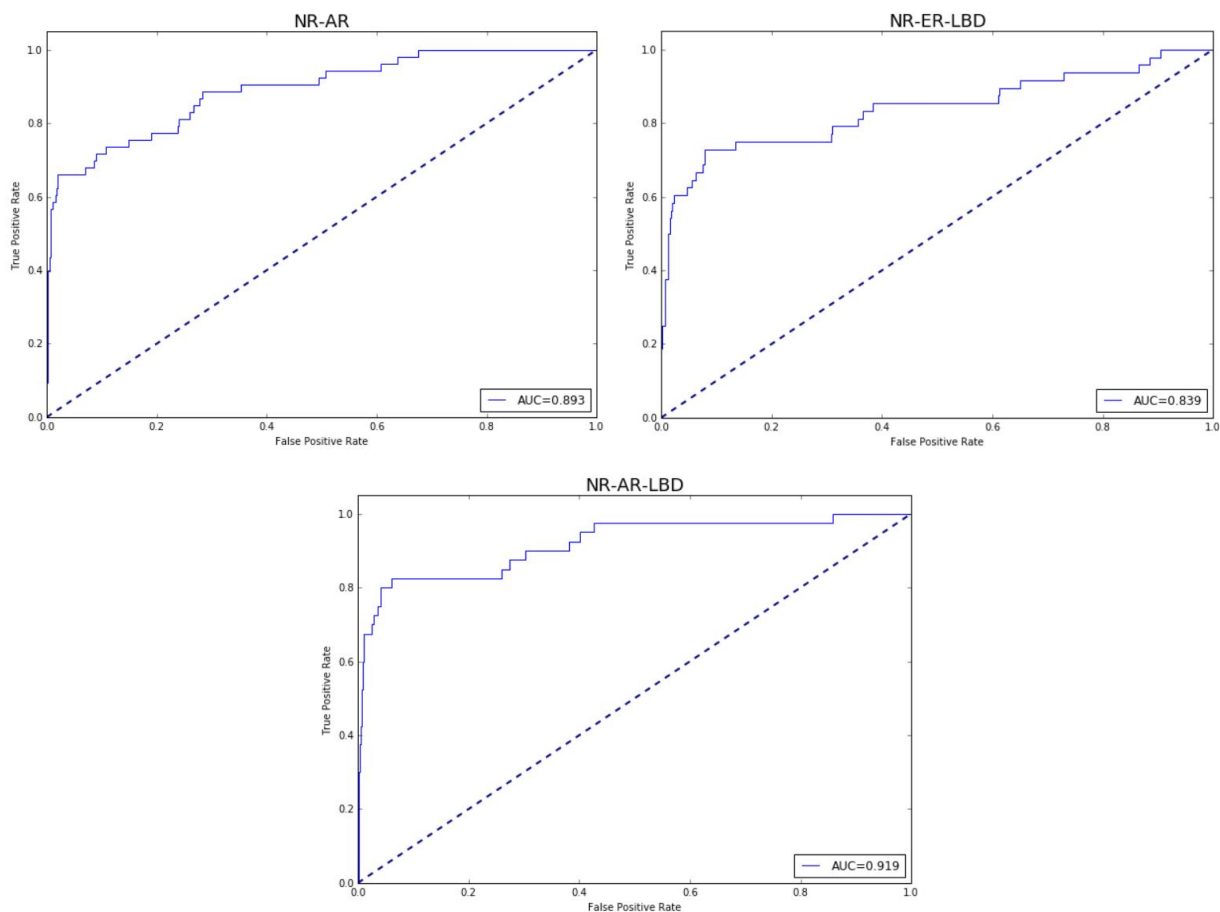 NR-AR
1.0
0.8
0.6
0.4
0.2
0.0
True Positive Rate
0.0 0.2 0.4 0.6 0.8 1.0
False Positive Rate
AUC=0.893
NR-ER-LBD
1.0
0.8
0.6
0.4
0.2
0.0
True Positive Rate
0.0 0.2 0.4 0.6 0.8 1.0
False Positive Rate
AUC=0.839
NR-AR-LBD
1.0
0.8
0.6
0.4
0.2
0.0
True Positive Rate
0.0 0.2 0.4 0.6 0.8 1.0
False Positive Rate
AUC=0.919